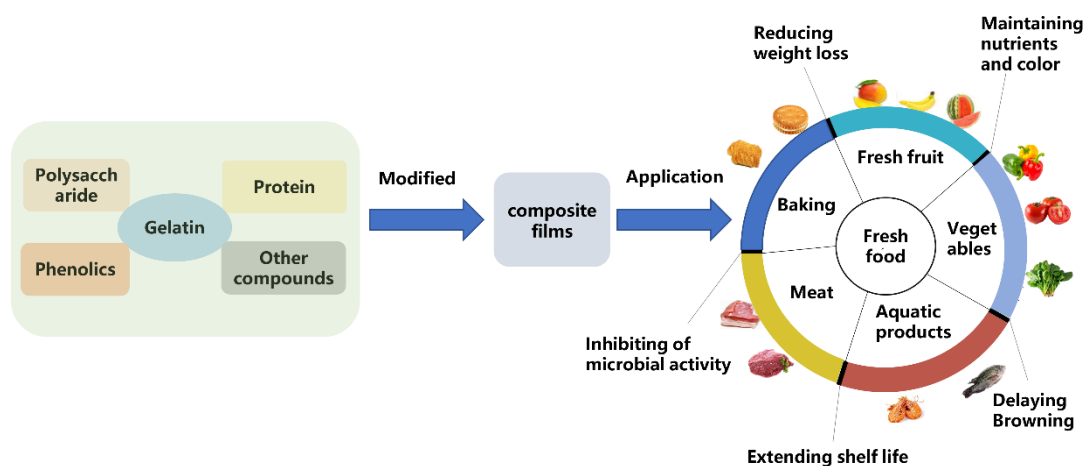 Polysacch
aride
Protein
Gelatin
Phenolics
Other
compounds
Modified
composite
films
Application
Reducing
weight loss
Maintaining
nutrients
and color
Fresh fruit
Baking
Veget
ables
Fresh
food
Meat
Aquatic
products
Inhibiting of
microbial activity
Delaying
Browning
Extending shelf life